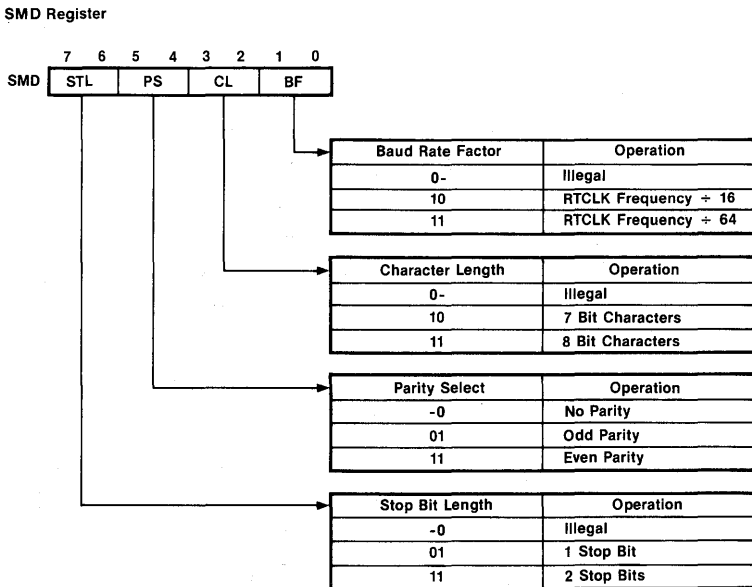 SMD Register
7 6 5 4 3 2 1 0
SMD STL PS CL BF
Baud Rate Factor Operation
0- Illegal
10 RTCLK Frequency ÷ 16
11 RTCLK Frequency ÷ 64
Character Length Operation
0- Illegal
10 7 Bit Characters
11 8 Bit Characters
Parity Select Operation
-0 No Parity
01 Odd Parity
11 Even Parity
Stop Bit Length Operation
-0 Illegal
01 1 Stop Bit
11 2 Stop Bits